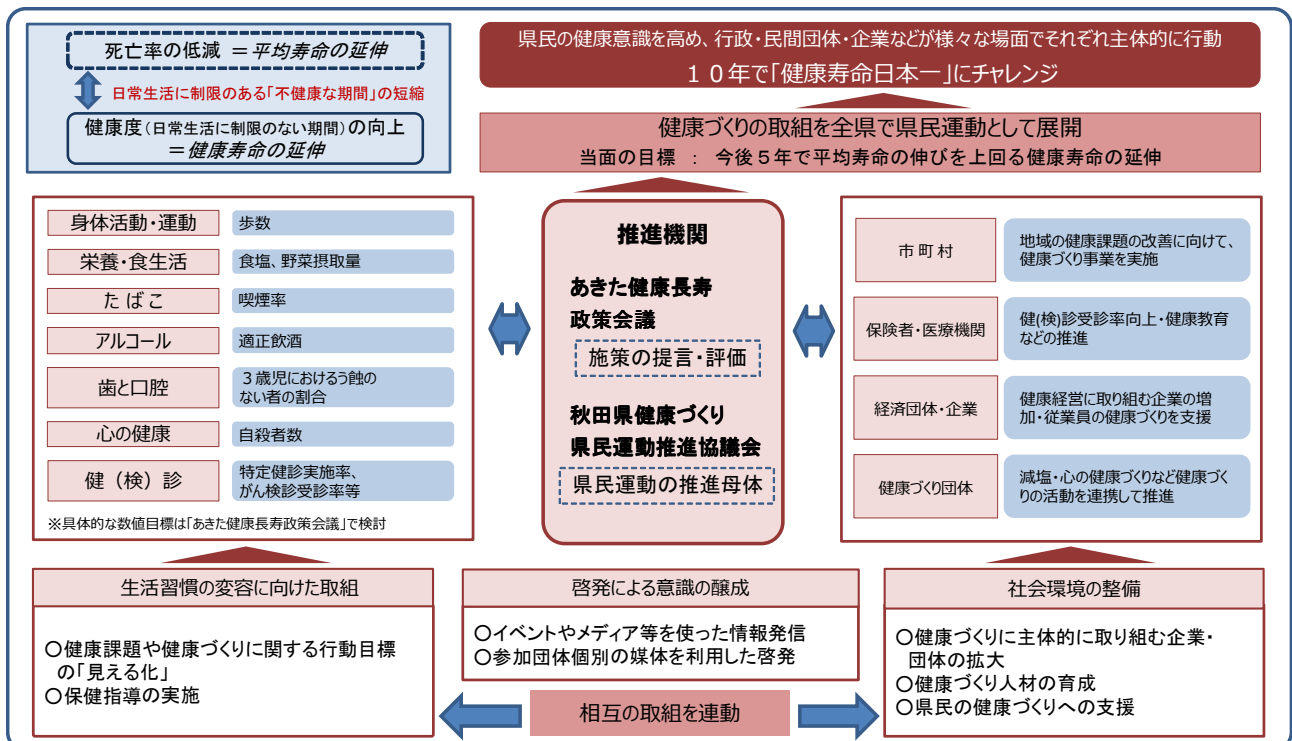 死亡率の低減 ＝平均寿命の延伸
日常生活に制限のある「不健康な期間」の短縮
健康度（日常生活に制限のない期間）の向上
＝健康寿命の延伸
県民の健康意識を高め、行政・民間団体・企業などが様々な場面でそれぞれ主体的に行動
１０年で「健康寿命日本一」にチャレンジ
健康づくりの取組を全県で県民運動として展開
当面の目標 ： 今後５年で平均寿命の伸びを上回る健康寿命の延伸
身体活動・運動
歩数
栄養・食生活
食塩、野菜摂取量
た ば こ
喫煙率
アルコール
適正飲酒
歯と口腔
３歳児におけるう蝕の
ない者の割合
心の健康
自殺者数
健（検）診
特定健診実施率、
がん検診受診率等
※具体的な数値目標は「あきた健康長寿政策会議」で検討
推進機関
あきた健康長寿
政策会議
施策の提言・評価
秋田県健康づくり
県民運動推進協議会
県民運動の推進母体
市 町 村
地域の健康課題の改善に向けて、
健康づくり事業を実施
保険者・医療機関
健(検)診受診率向上・健康教育
などの推進
経済団体・企業
健康経営に取り組む企業の増
加・従業員の健康づくりを支援
健康づくり団体
減塩・心の健康づくりなど健康づく
りの活動を連携して推進
生活習慣の変容に向けた取組
〇健康課題や健康づくりに関する行動目標
の「見える化」
〇保健指導の実施
啓発による意識の醸成
〇イベントやメディア等を使った情報発信
〇参加団体個別の媒体を利用した啓発
相互の取組を連動
社会環境の整備
〇健康づくりに主体的に取り組む企業・
団体の拡大
〇健康づくり人材の育成
〇県民の健康づくりへの支援